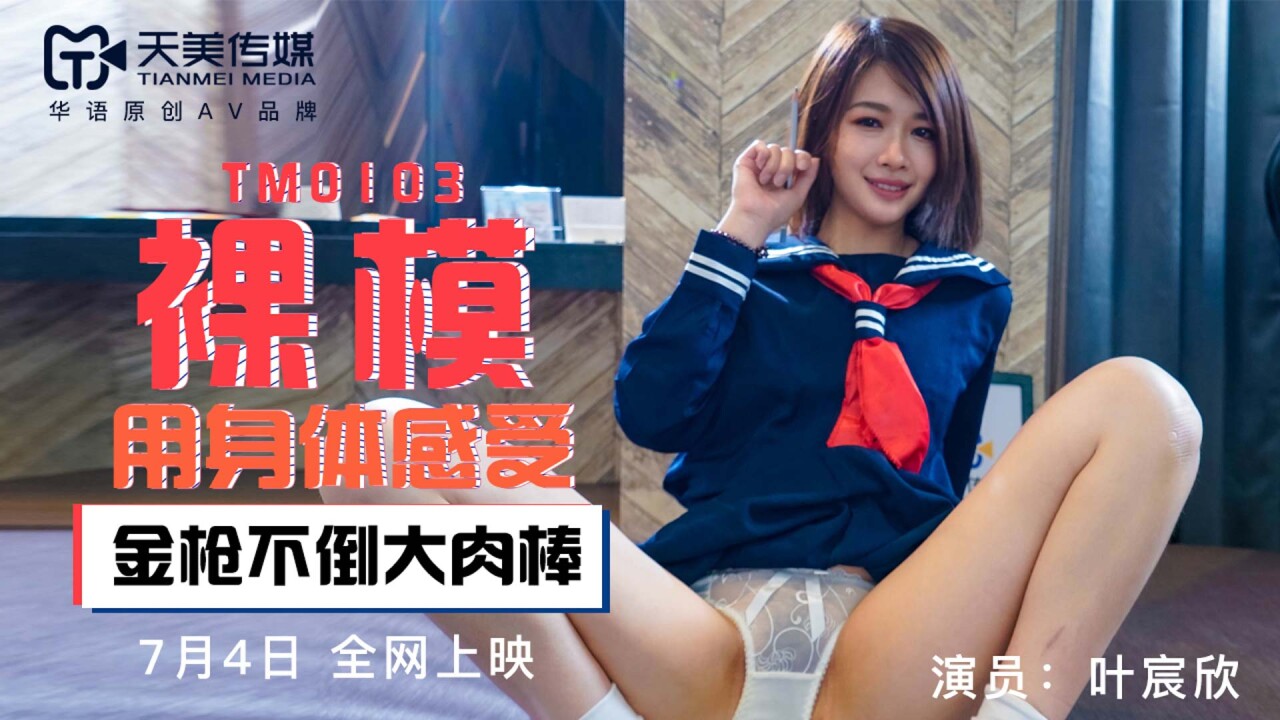 天美传媒
TIANMEI MEDIA
华语原创AV品牌
TM0103
裸模
用身体感受
金枪不倒大肉棒
7月4日 全网上映
演员：叶宸欣